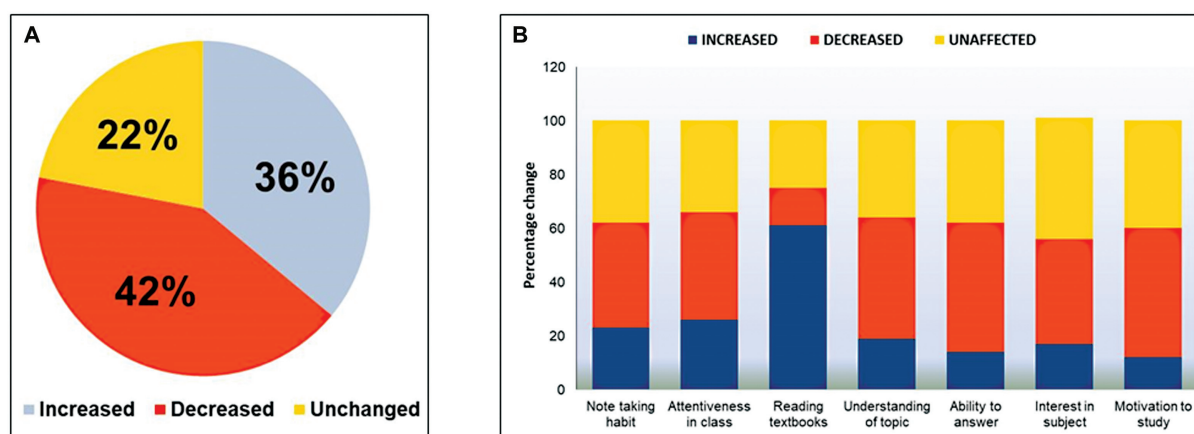 A
22%
36%
42%
Increased Decreased Unchanged
B
INCREASED DECREASED UNAFFECTED
Percentage change
120
100
80
60
40
20
0
Note taking
habit
Attentiveness
in class
Reading
textbooks
Understanding
of topic
Ability to
answer
Interest in
subject
Motivation to
study